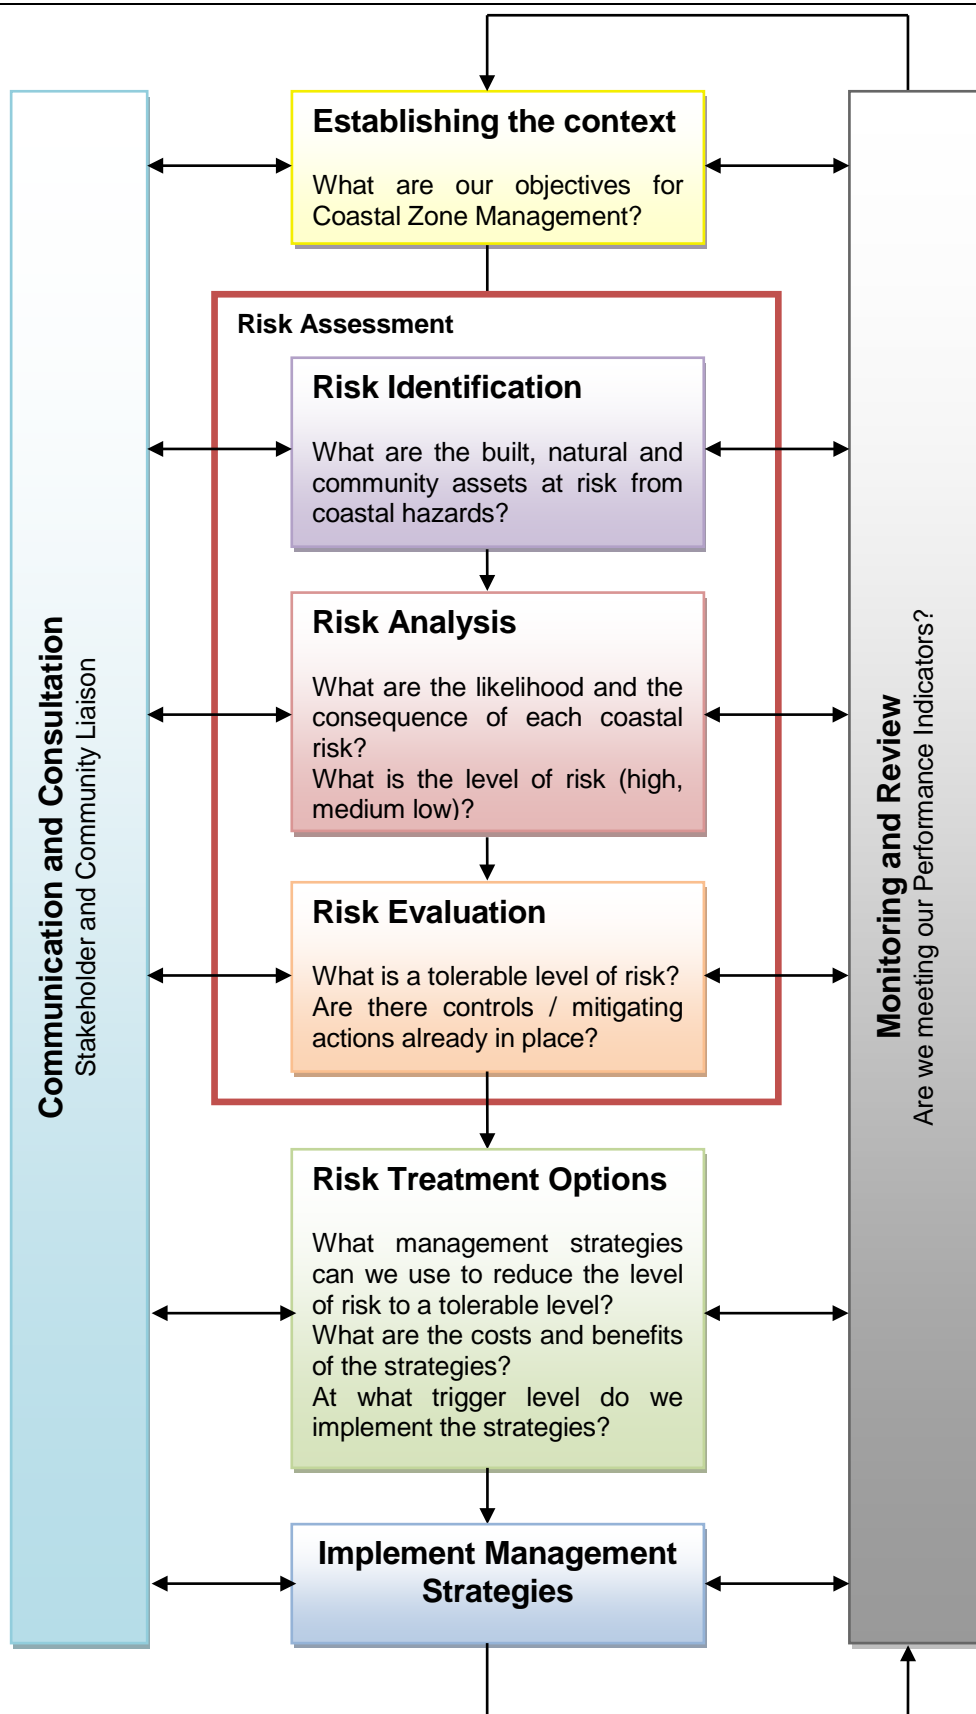 Establishing the context
What are our objectives for
Coastal Zone Management?
Risk Assessment
Risk Identification
What are the built, natural and
community assets at risk from
coastal hazards?
Risk Analysis
What are the likelihood and the
consequence of each coastal
risk?
What is the level of risk (high,
medium low)?
Risk Evaluation
What is a tolerable level of risk?
Are there controls / mitigating
actions already in place?
Risk Treatment Options
What management strategies
can we use to reduce the level
of risk to a tolerable level?
What are the costs and benefits
of the strategies?
At what trigger level do we
implement the strategies?
Implement Management
Strategies
Communication and Consultation
Stakeholder and Community Liaison
Monitoring and Review
Are we meeting our Performance Indicators?